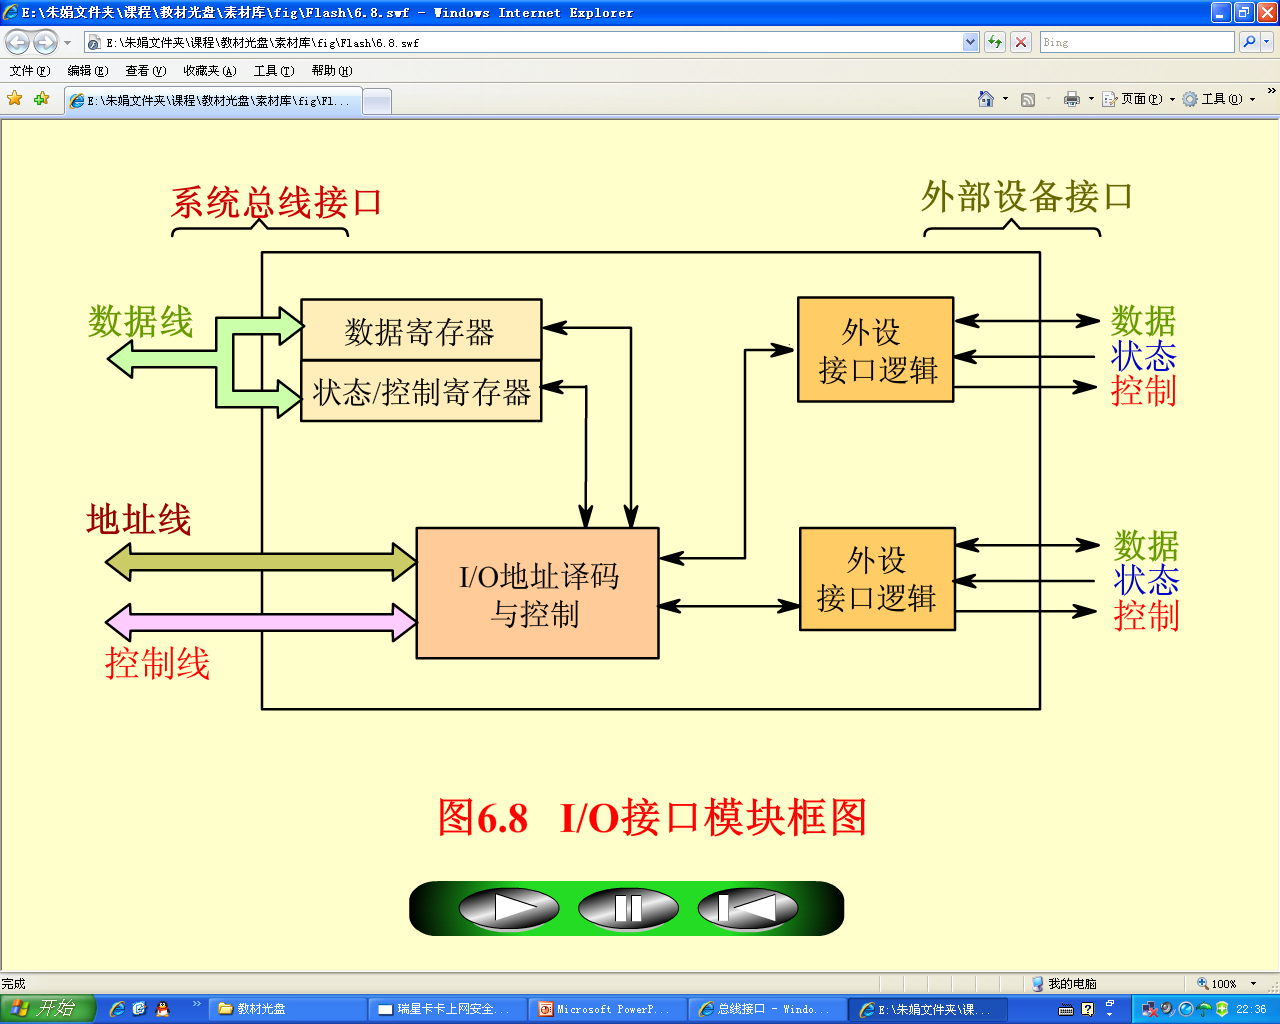 E:\朱娟文件夹\课程\教材光盘\素材库\fig\Flash\6.8.swf - Windows Internet Explorer
E:\朱娟文件夹\课程\教材光盘\素材库\fig\Flash\6.8.swf
Bing
文件(F) 编辑(E) 查看(V) 收藏夹(A) 工具(T) 帮助(H)
E:\朱娟文件夹\课程\教材光盘\素材库\fig\Fl...
页面(P) 工具(O)
系统总线接口
外部设备接口
数据线
数据寄存器
状态/控制寄存器
外设
接口逻辑
数据
状态
控制
地址线
控制线
I/O地址译码
与控制
外设
接口逻辑
数据
状态
控制
图6.8 I/O接口模块框图
完成
我的电脑
100%
开始
教材光盘
瑞星卡卡上网安全...
Microsoft PowerP...
总线接口 - Windo...
E:\朱娟文件夹\课...
22:36